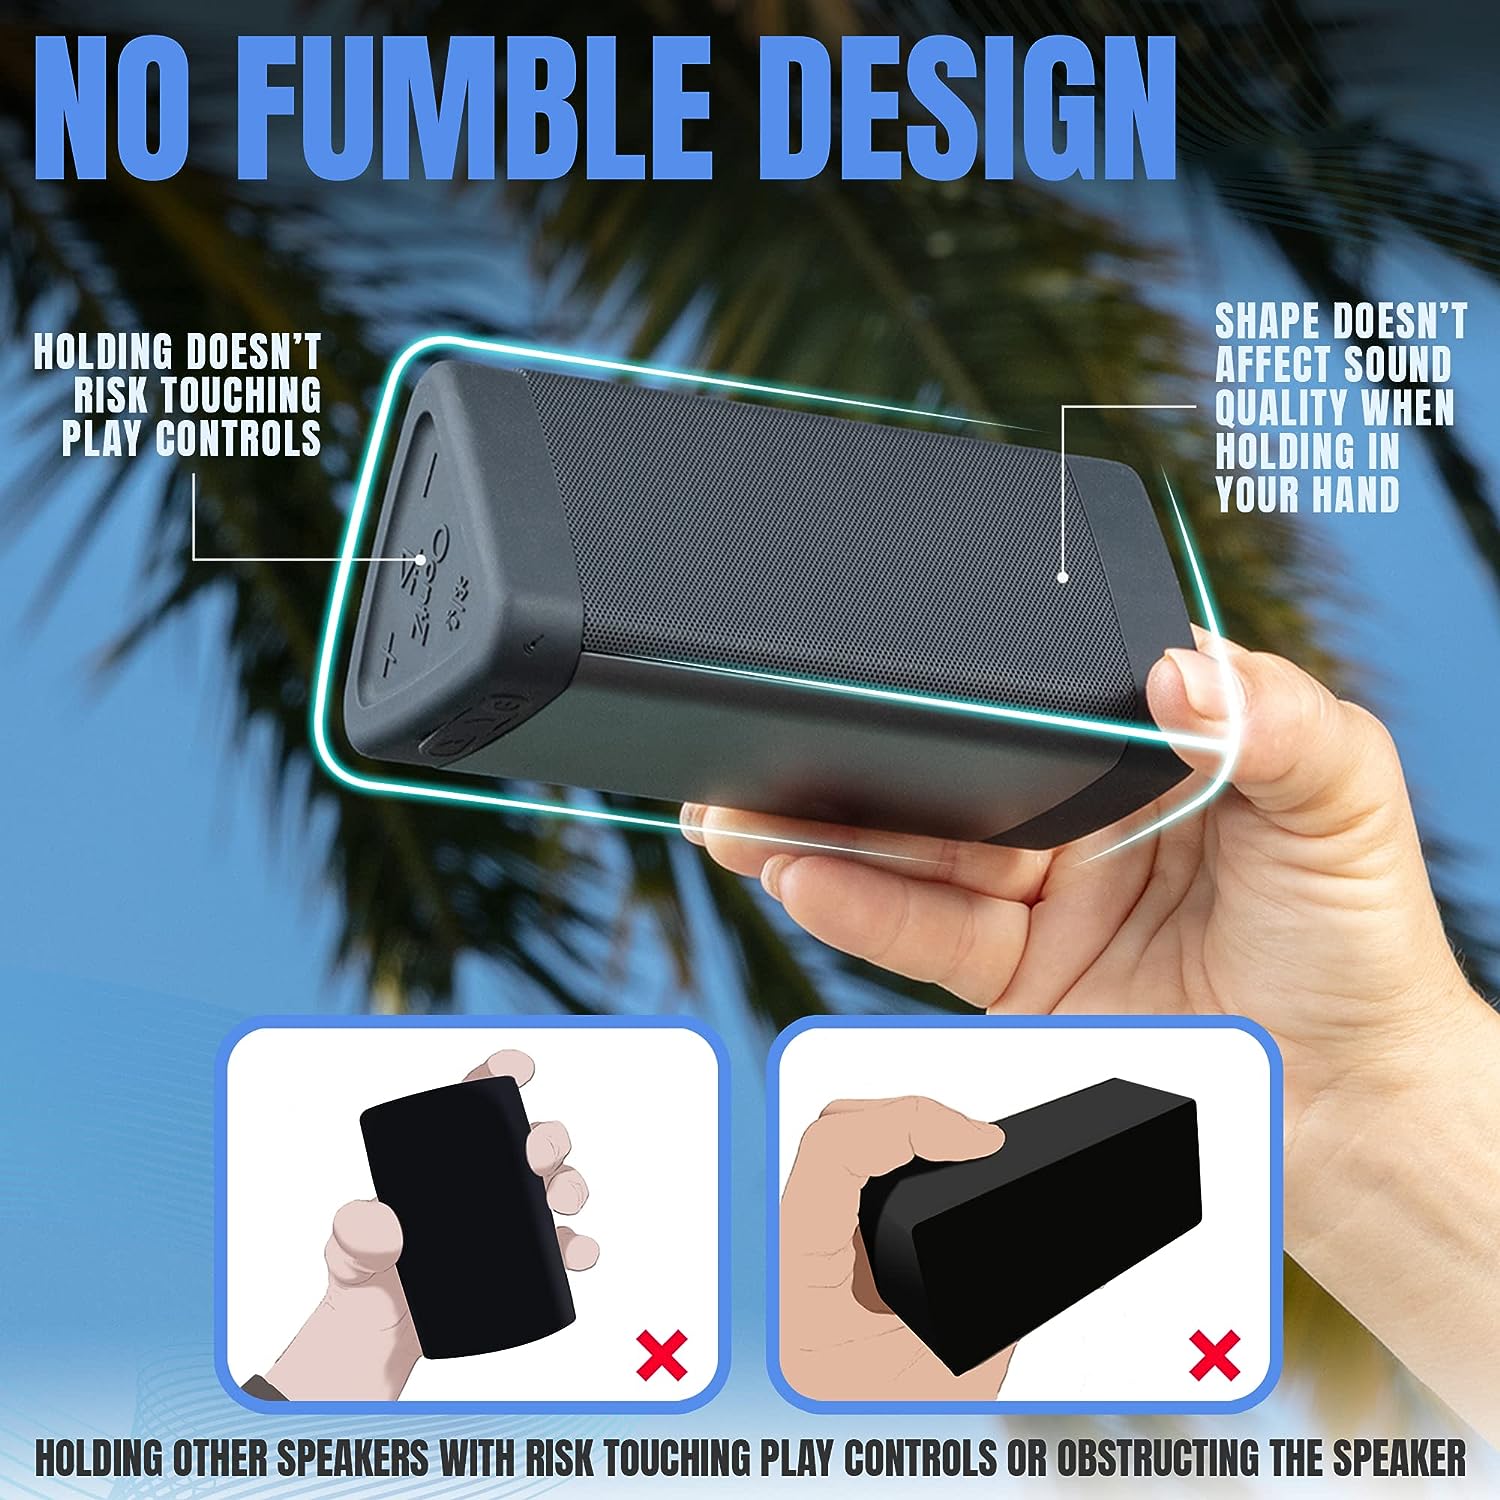 NO FUMBLE DESIGN
HOLDING DOESN'T
RISK TOUCHING
PLAY CONTROLS
SHAPE DOESN'T
AFFECT SOUND
QUALITY WHEN
HOLDING IN
YOUR HAND
HOLDING OTHER SPEAKERS WITH RISK TOUCHING PLAY CONTROLS OR OBSTRUCTING THE SPEAKER